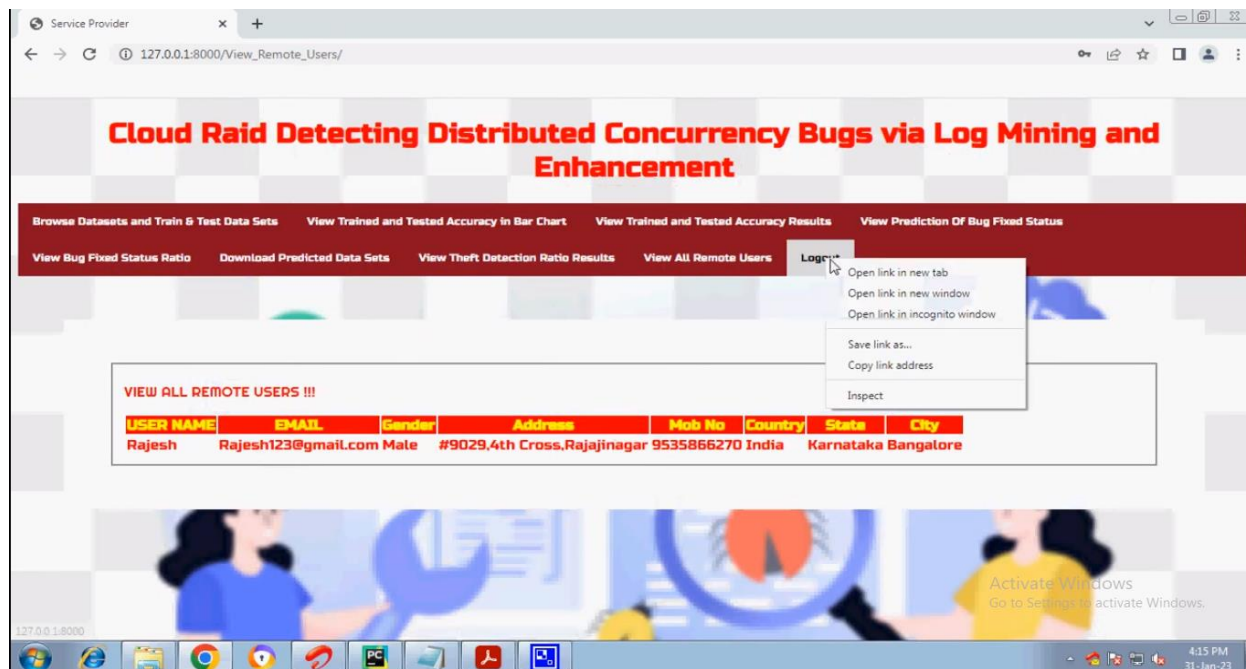 Service Provider
127.0.0.1:8000/View_Remote_Users/
Cloud Raid Detecting Distributed Concurrency Bugs via Log Mining and
Enhancement
Browse Datasets and Train & Test Data Sets View Trained and Tested Accuracy in Bar Chart View Trained and Tested Accuracy Results View Prediction Of Bug Fixed Status
View Bug Fixed Status Ratio Download Predicted Data Sets View Theft Detection Ratio Results View All Remote Users Logout
Open link in new tab
Open link in new window
Open link in incognito window
Save link as...
Copy link address
Inspect
VIEW ALL REMOTE USERS !!!
USER NAME EMAIL Gender Address Mob No Country State City
Rajesh Rajesh123@gmail.com Male #9029,4th Cross,Rajajinagar 9535866270 India Karnataka Bangalore
Activate Windows
Go to Settings to activate Windows.
127.0.0.1:8000
PC
4:15 PM
31-Jan-23